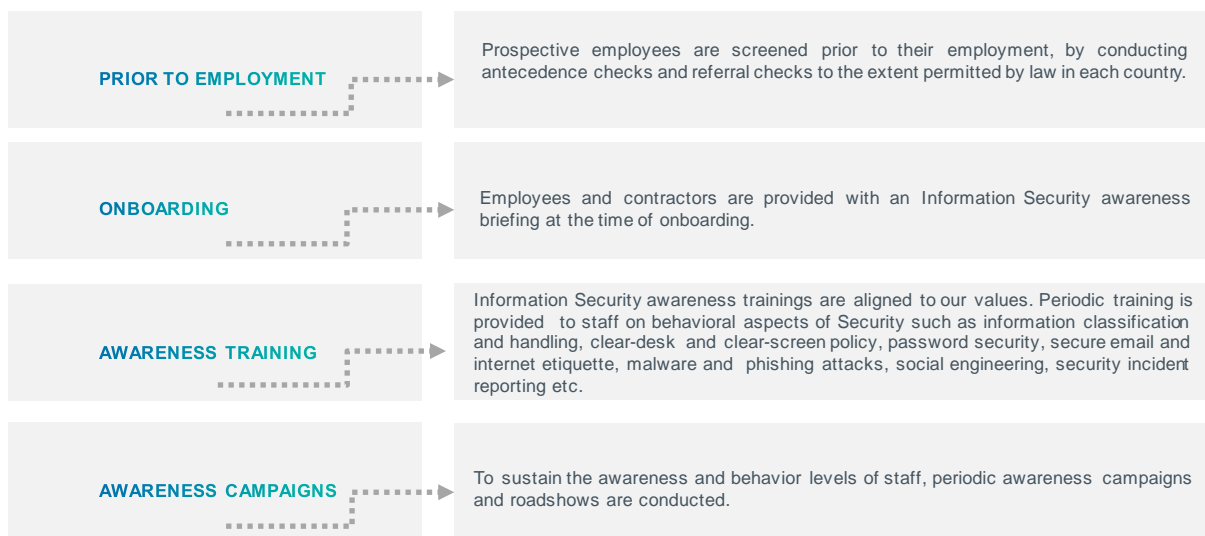 PRIOR TO EMPLOYMENT
Prospective employees are screened prior to their employment, by conducting
antecedence checks and referral checks to the extent permitted by law in each country.
ONBOARDING
Employees and contractors are provided with an Information Security awareness
briefing at the time of onboarding.
AWARENESS TRAINING
Information Security awareness trainings are aligned to our values. Periodic training is
provided to staff on behavioral aspects of Security such as information classification
and handling, clear-desk and clear-screen policy, password security, secure email and
internet etiquette, malware and phishing attacks, social engineering, security incident
reporting etc.
AWARENESS CAMPAIGNS
To sustain the awareness and behavior levels of staff, periodic awareness campaigns
and roadshows are conducted.